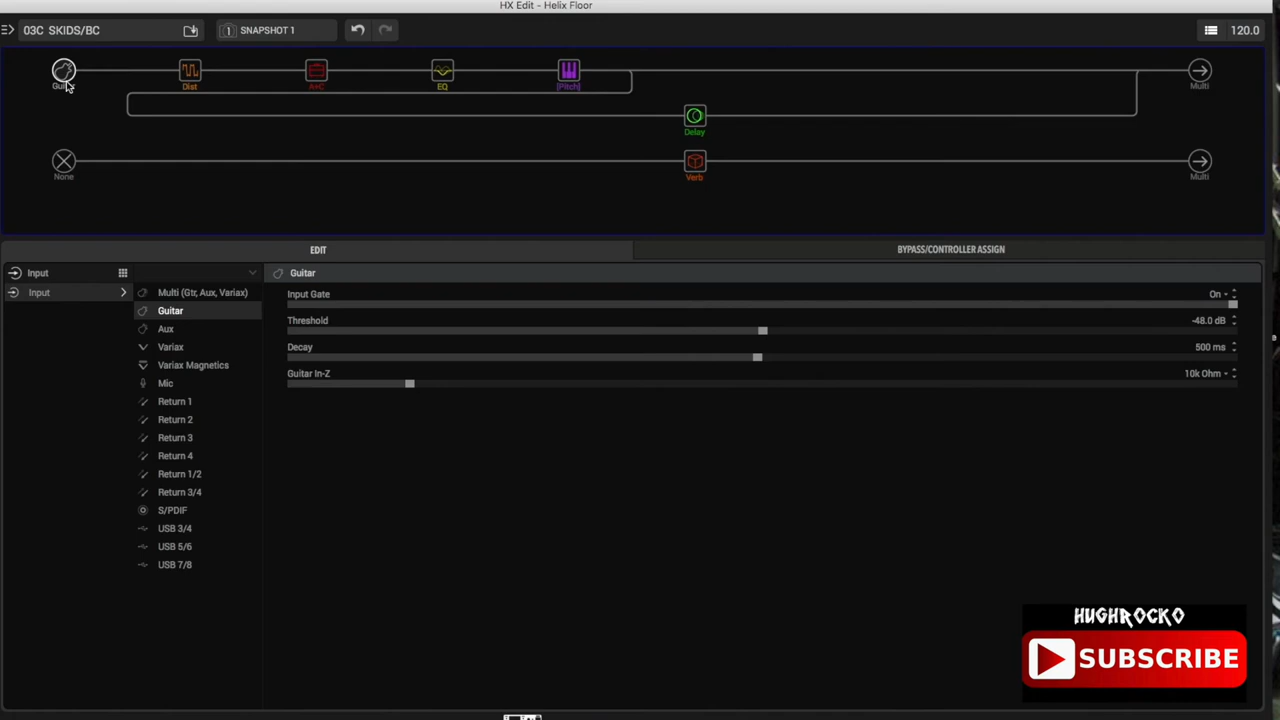 HX Edit - Helix Floor
03C SKIDS/BC
1 SNAPSHOT 1
120.0
Dist
A+C
EQ
[Pitch]
Multi
Delay
None
Verb
Multi
EDIT
BYPASS/CONTROLLER ASSIGN
Input
Guitar
Input
Multi (Gtr, Aux, Variax)
Guitar
Aux
Variax
Variax Magnetics
Mic
Return 1
Return 2
Return 3
Return 4
Return 1/2
Return 3/4
S/PDIF
USB 3/4
USB 5/6
USB 7/8
Input Gate On
Threshold -48.0 dB
Decay 500 ms
Guitar In-Z 10k Ohm
HUGHROCKO
SUBSCRIBE